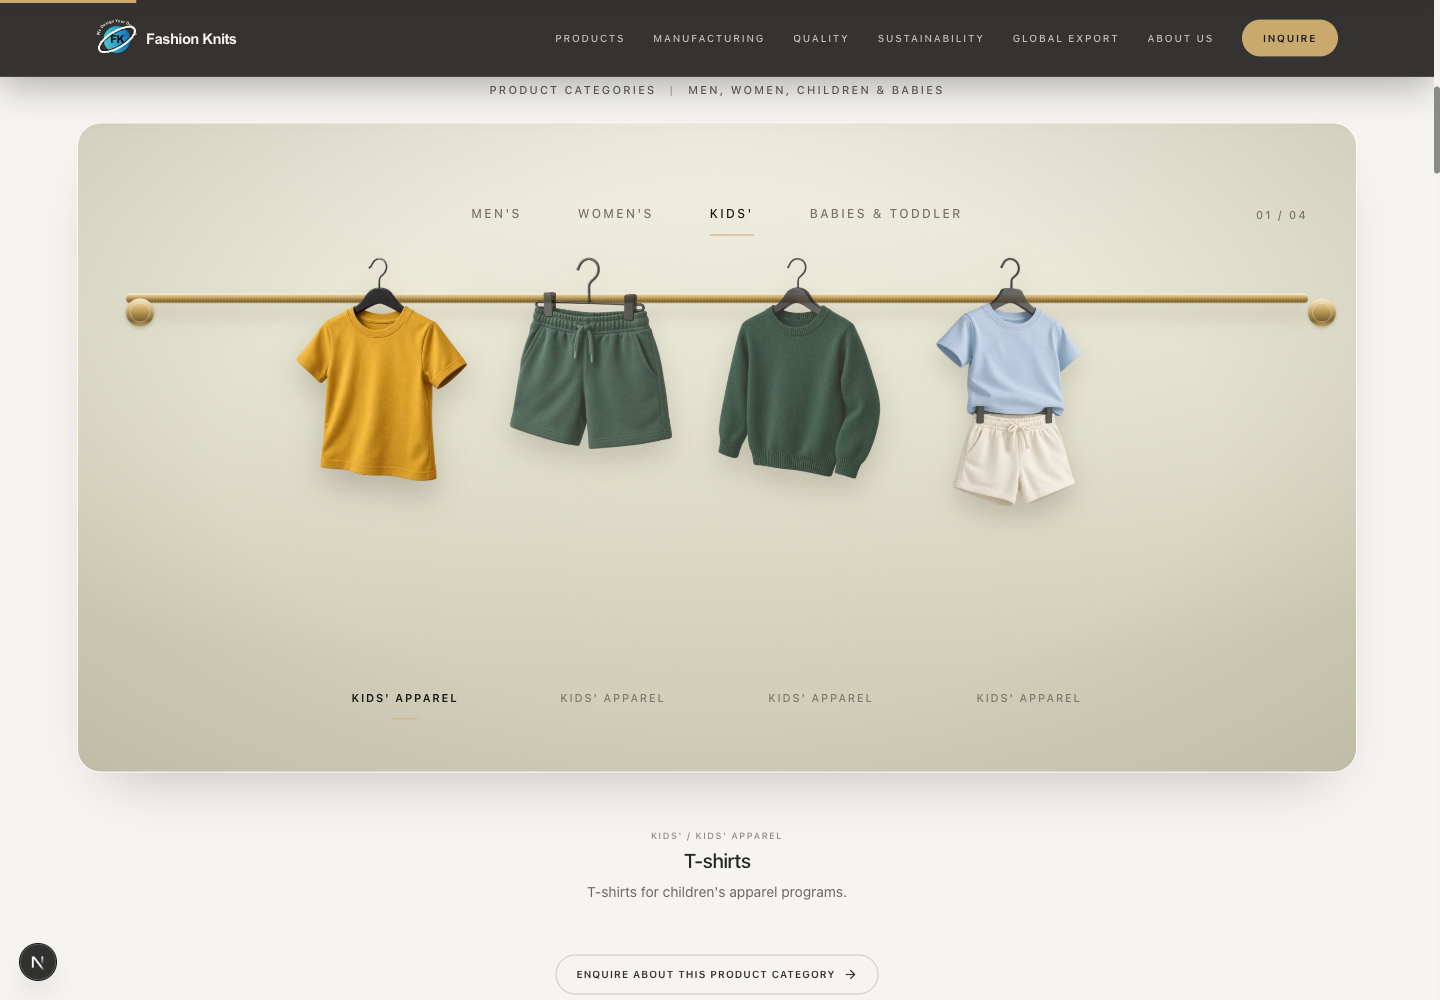 FK
Fashion Knits
PRODUCTS MANUFACTURING QUALITY SUSTAINABILITY GLOBAL EXPORT ABOUT US INQUIRE
PRODUCT CATEGORIES | MEN, WOMEN, CHILDREN & BABIES
MEN'S WOMEN'S KIDS' BABIES & TODDLER 01 / 04
KIDS' APPAREL KIDS' APPAREL KIDS' APPAREL KIDS' APPAREL
KIDS' / KIDS' APPAREL
T-shirts
T-shirts for children's apparel programs.
N
ENQUIRE ABOUT THIS PRODUCT CATEGORY →